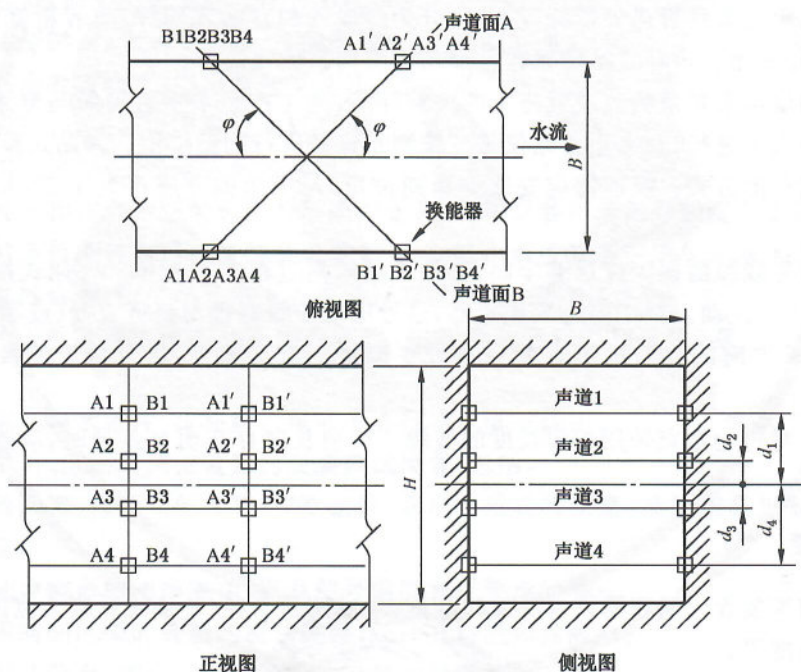 B1B2B3B4
A1′A2′A3′A4′
声道面A
φ
φ
水流
B
换能器
A1A2A3A4
B1′B2′B3′B4′
声道面B
俯视图
B
A1 B1 A1′ B1′
A2 B2 A2′ B2′
A3 B3 A3′ B3′
A4 B4 A4′ B4′
H
声道1
声道2
声道3
声道4
d₂
d₁
d₃
d₄
正视图
侧视图